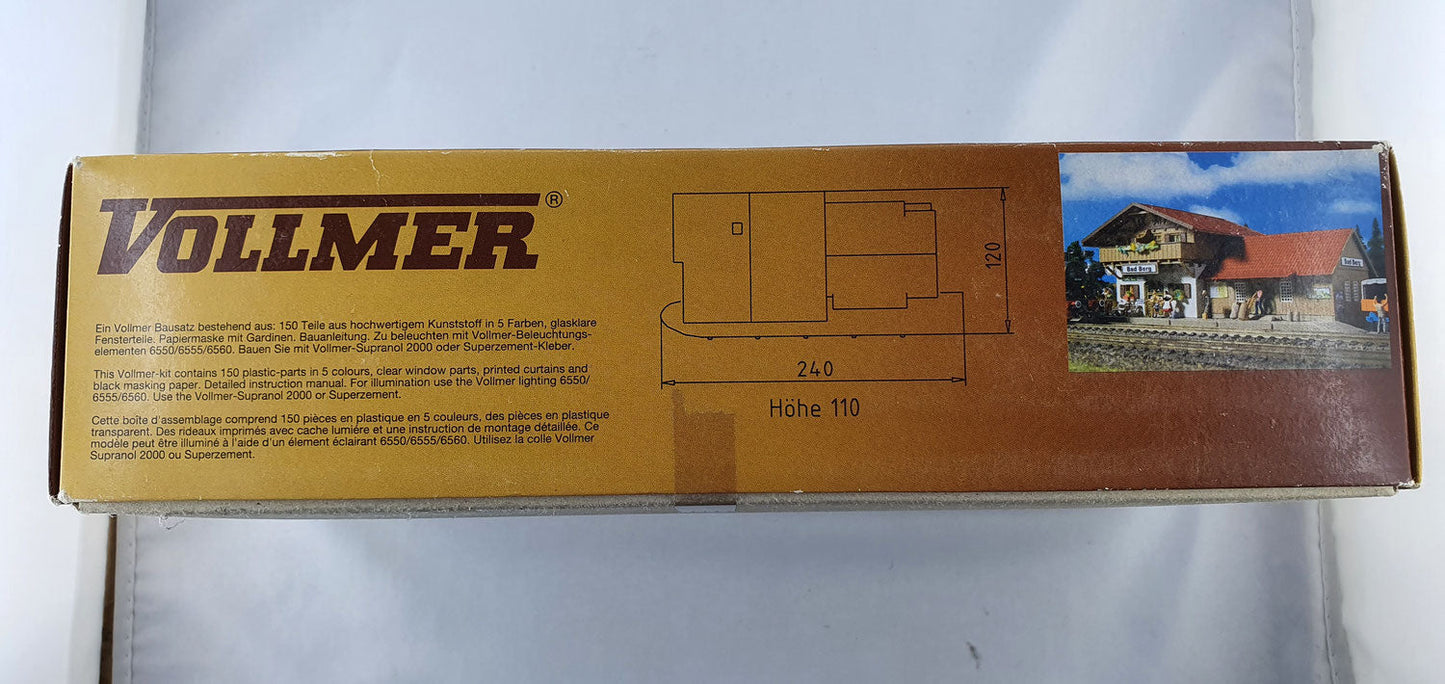 VOLLMER®
Ein Vollmer Bausatz bestehend aus: 150 Teile aus hochwertigem Kunststoff in 5 Farben, glasklare
Fensterteile. Papiermaske mit Gardinen. Bauanleitung. Zu beleuchten mit Vollmer-Beleuchtungs-
elementen 6550/6555/6560. Bauen Sie mit Vollmer-Supranol 2000 oder Superzement-Kleber.
This Vollmer-kit contains 150 plastic-parts in 5 colours, clear window parts, printed curtains and
black masking paper. Detailed instruction manual. For illumination use the Vollmer lighting 6550/
6555/6560. Use the Vollmer-Supranol 2000 or Superzement.
Cette boîte d'assemblage comprend 150 pièces en plastique en 5 couleurs, des pièces en plastique
transparent. Des rideaux imprimés avec cache lumière et une instruction de montage détaillée. Ce
modèle peut être illuminé à l'aide d'un élement éclairant 6550/6555/6560. Utilisez la colle Vollmer
Supranol 2000 ou Superzement.
120
240
Höhe 110
Bad Berg
Bad Berg